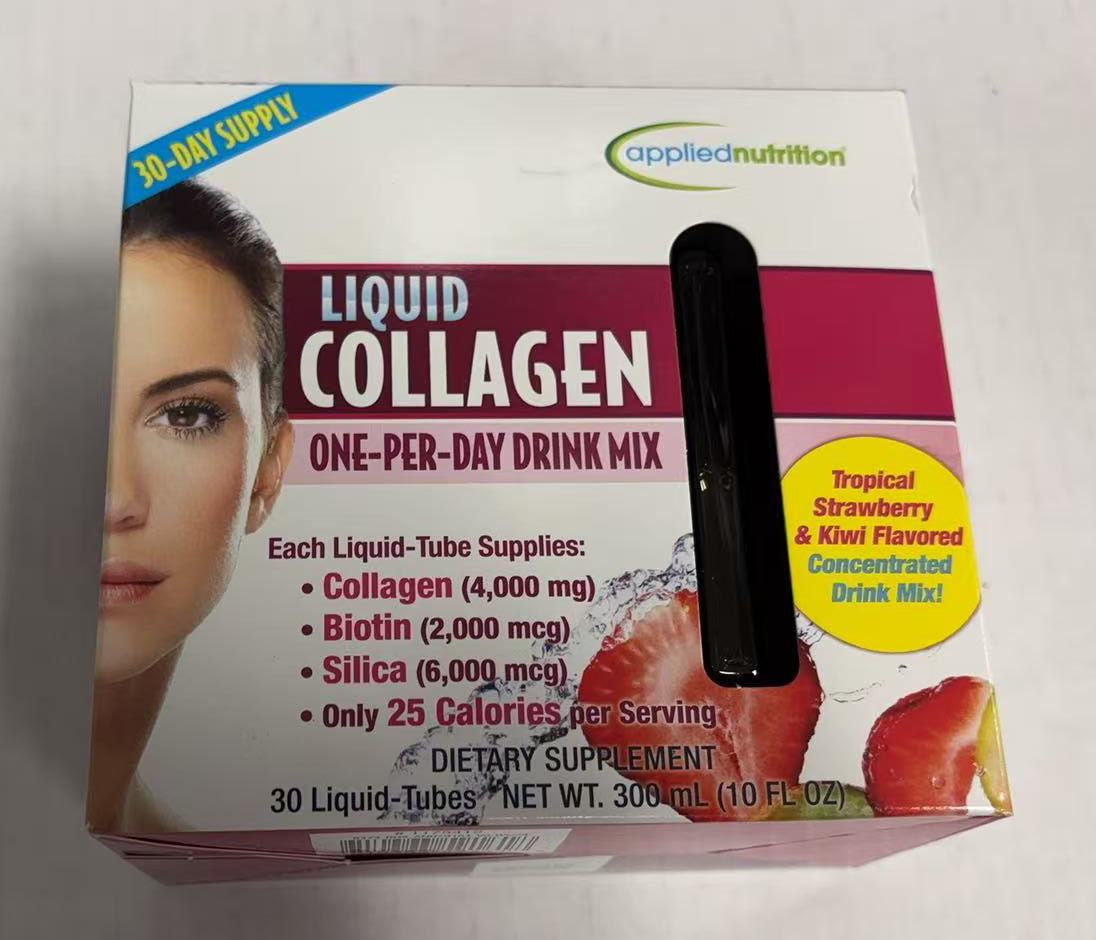 30-DAY SUPPLY
appliednutrition®
LIQUID
COLLAGEN
ONE-PER-DAY DRINK MIX
Tropical
Strawberry
& Kiwi Flavored
Concentrated
Drink Mix!
Each Liquid-Tube Supplies:
• Collagen (4,000 mg)
• Biotin (2,000 mcg)
• Silica (6,000 mcg)
• Only 25 Calories per Serving
DIETARY SUPPLEMENT
30 Liquid-Tubes NET WT. 300 mL (10 FL OZ)